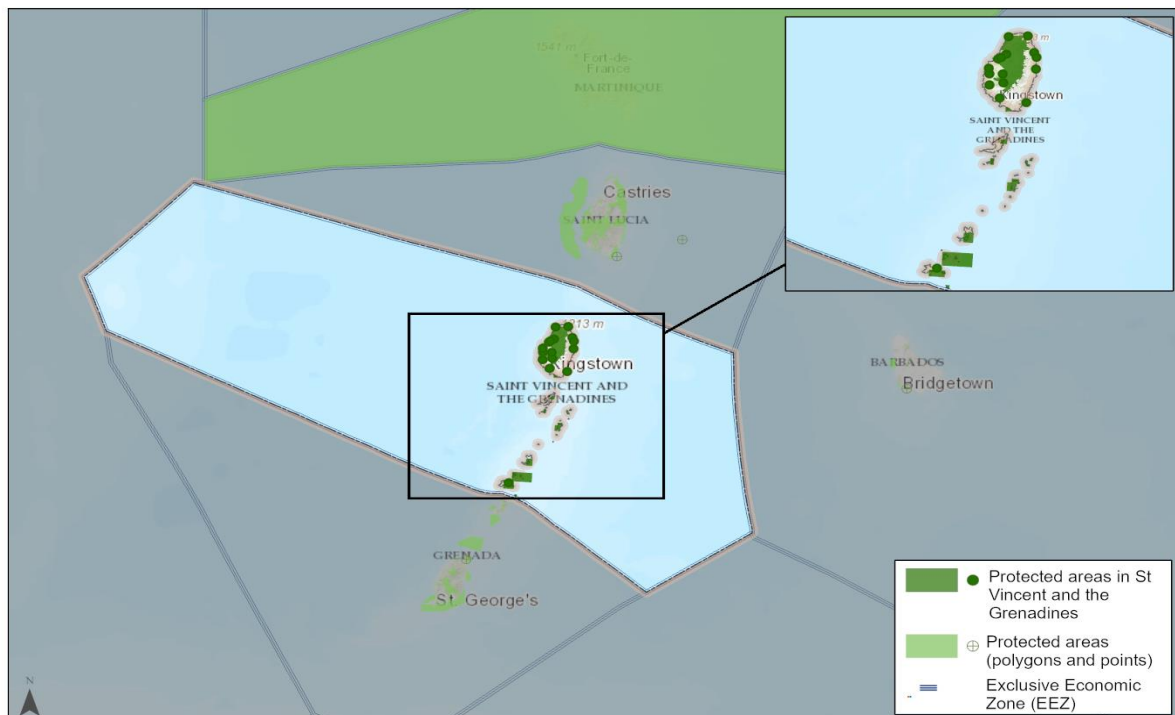 1541 m
Fort-de-
France
MARTINIQUE
Castries
SAINT LUCIA
Kingstown
SAINT VINCENT
AND THE
GRENADINES
1213 m
Kingstown
SAINT VINCENT AND
THE GRENADINES
BARBADOS
Bridgetown
GRENADA
St George's
N
Protected areas in St
Vincent and the
Grenadines
Protected areas
(polygons and points)
Exclusive Economic
Zone (EEZ)